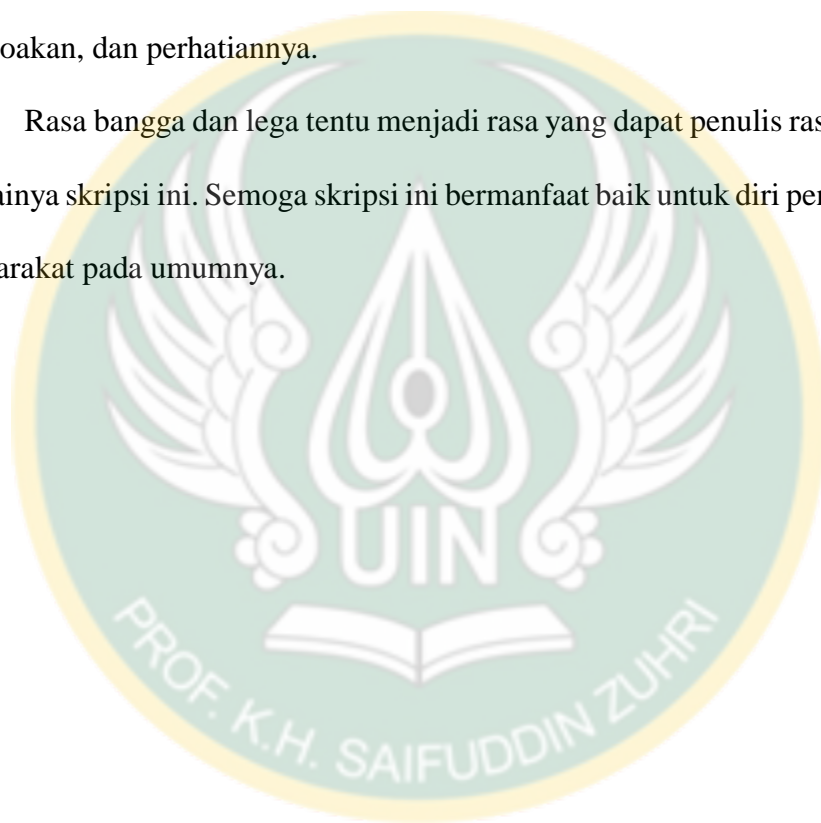 oakan, dan perhatiannya.
Rasa bangga dan lega tentu menjadi rasa yang dapat penulis ras
ainya skripsi ini. Semoga skripsi ini bermanfaat baik untuk diri per
arakat pada umumnya.
UIN
PROF. K.H. SAIFUDDIN ZUHRI